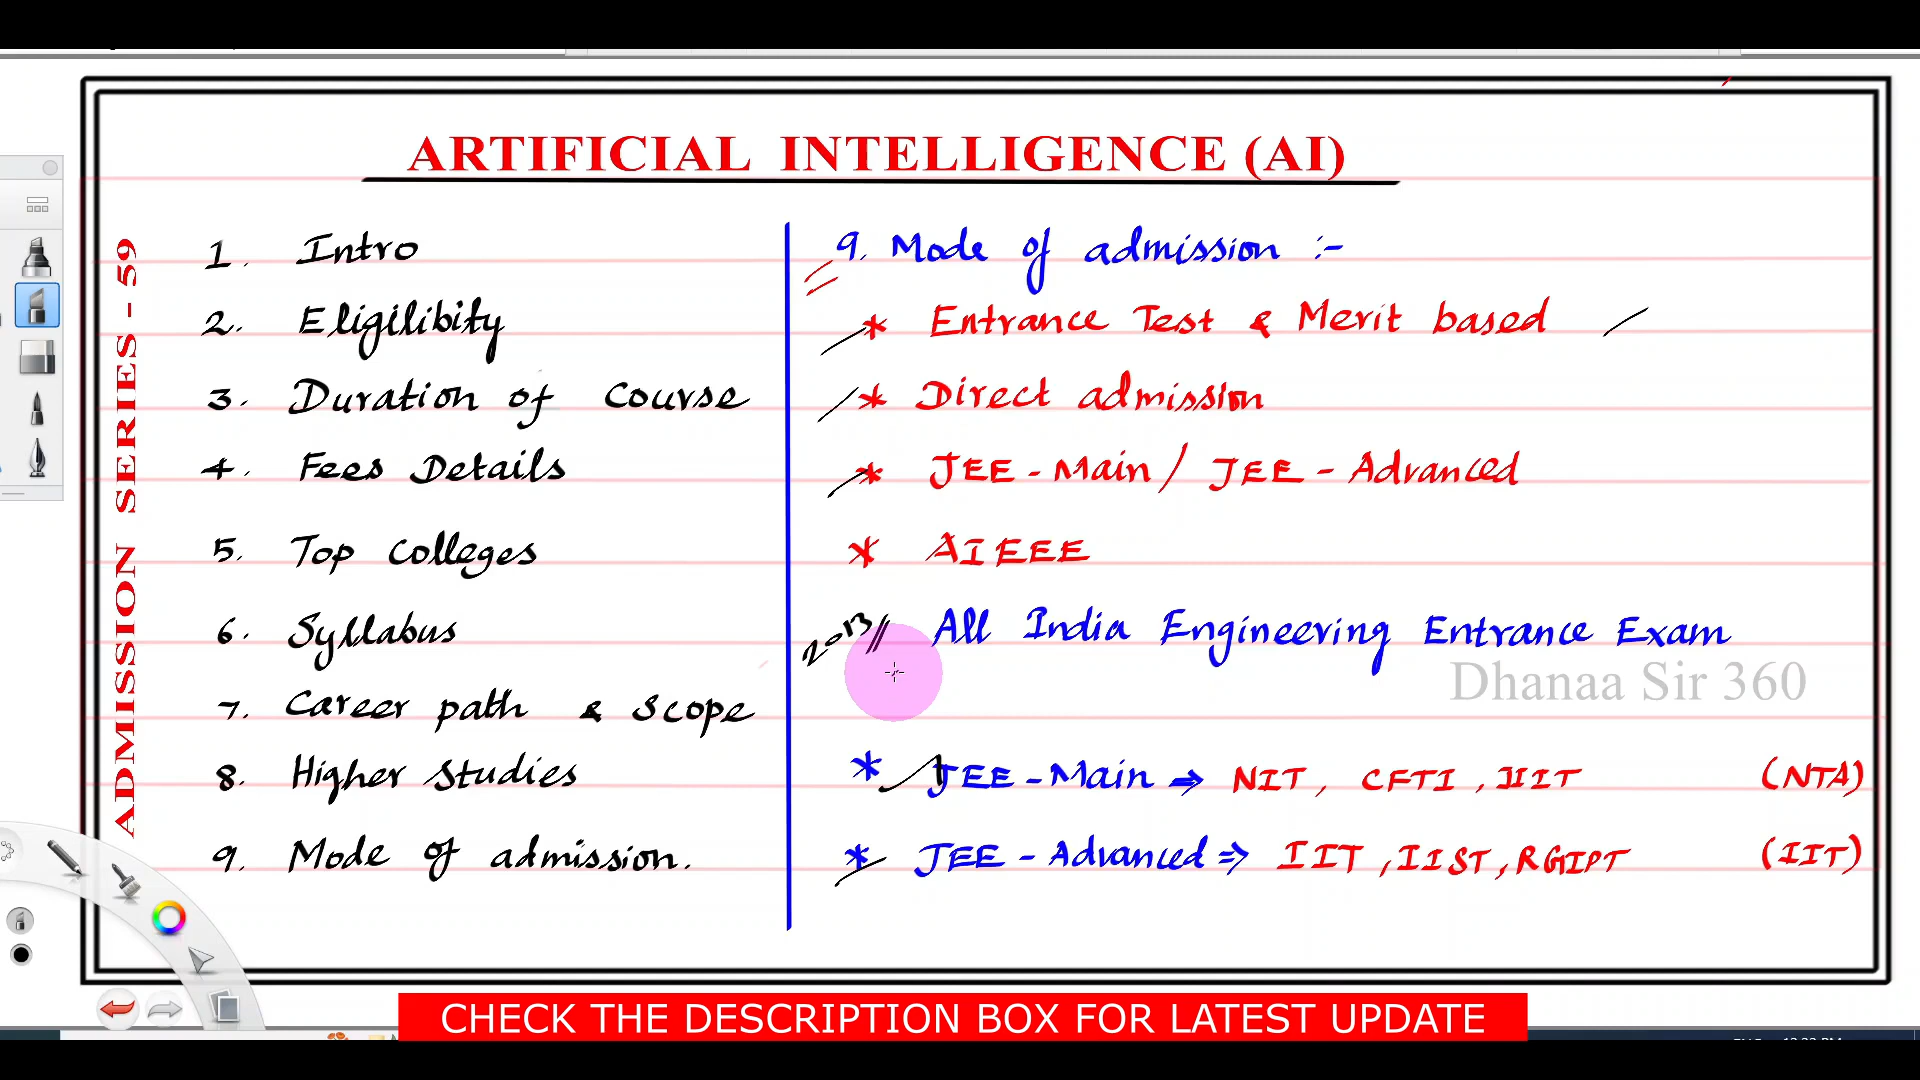 ARTIFICIAL INTELLIGENCE (AI)
ADMISSION SERIES - 59
1. Intro
2. Eligilibity
3. Duration of Course
4. Fees Details
5. Top Colleges
6. Syllabus
7. Career path & Scope
8. Higher Studies
9. Mode of admission.
9. Mode of admission :-
* Entrance Test & Merit based
* Direct admission
* JEE - Main / JEE - Advanced
* AIEEE
2013 All India Engineering Entrance Exam
Dhanaa Sir 360
* JEE - Main ⇒ NIT, CFTI, IIIT (NTA)
* JEE - Advanced ⇒ IIT, IIST, RGIPT (IIT)
CHECK THE DESCRIPTION BOX FOR LATEST UPDATE